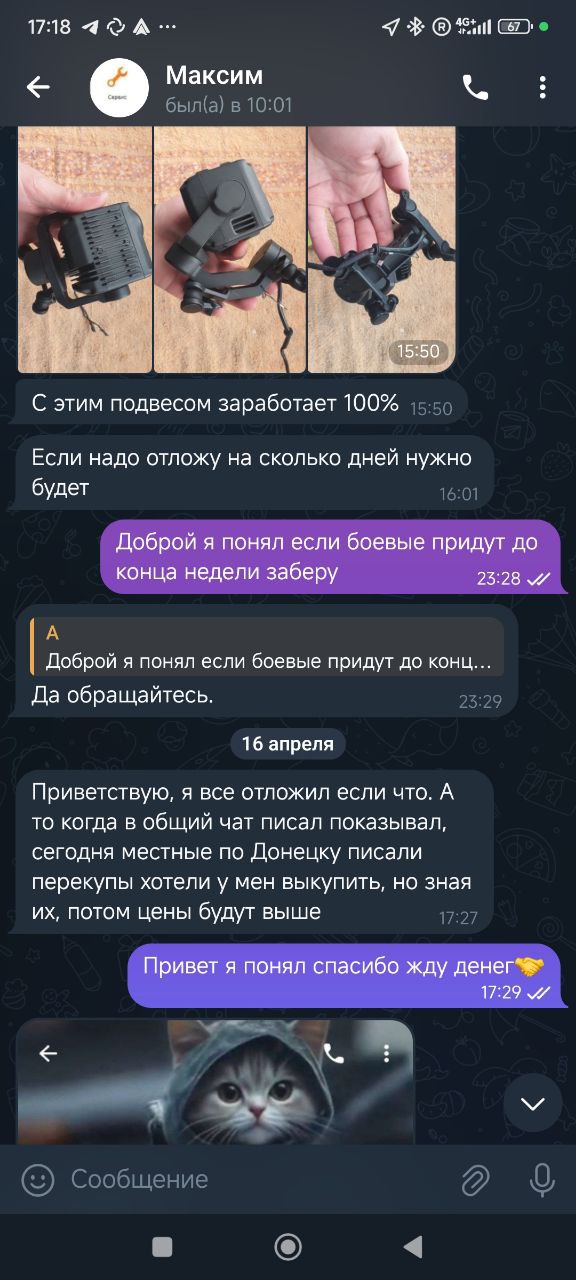 17:18
R 4G+ 67
Максим
Сервис
был(а) в 10:01
15:50
С этим подвесом заработает 100% 15:50
Если надо отложу на сколько дней нужно
будет 16:01
Доброй я понял если боевые придут до
конца недели заберу 23:28
А
Доброй я понял если боевые придут до конц...
Да обращайтесь. 23:29
16 апреля
Приветствую, я все отложил если что. А
то когда в общий чат писал показывал,
сегодня местные по Донецку писали
перекупы хотели у мен выкупить, но зная
их, потом цены будут выше 17:27
Привет я понял спасибо жду денег🤝
17:29
Сообщение